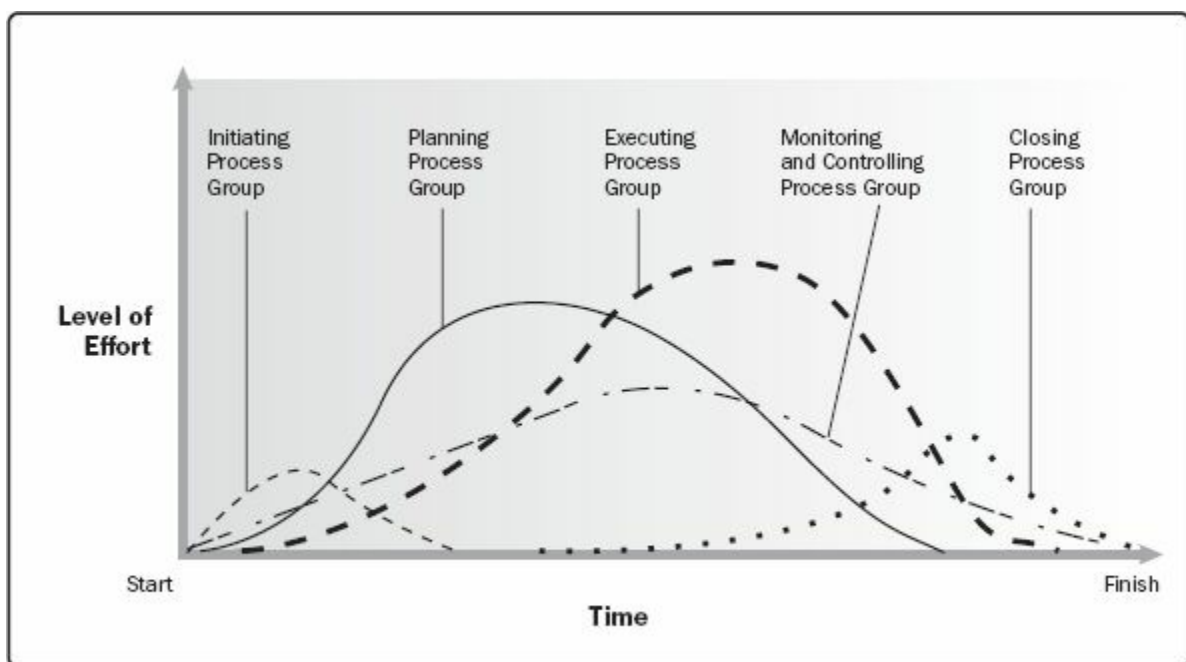 Initiating
Process
Group
Planning
Process
Group
Executing
Process
Group
Monitoring
and Controlling
Process Group
Closing
Process
Group
Level of
Effort
Start
Finish
Time